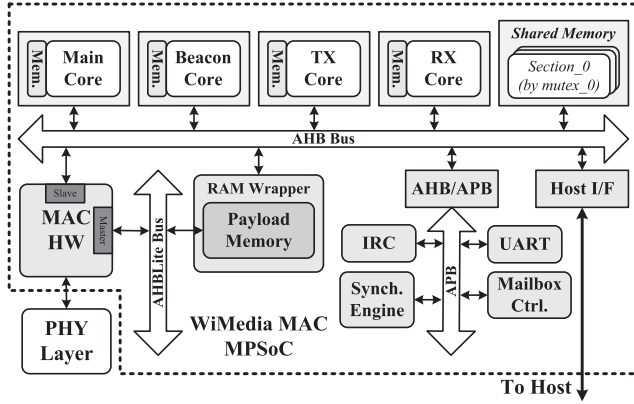 Mem.
Main
Core
Mem.
Beacon
Core
Mem.
TX
Core
Mem.
RX
Core
Shared Memory
Section_0
(by mutex_0)
AHB Bus
Slave
MAC
HW
Master
AHBLite Bus
RAM Wrapper
Payload
Memory
AHB/APB
Host I/F
IRC
UART
Synch.
Engine
APB
Mailbox
Ctrl.
PHY
Layer
WiMedia MAC
MPSoC
To Host